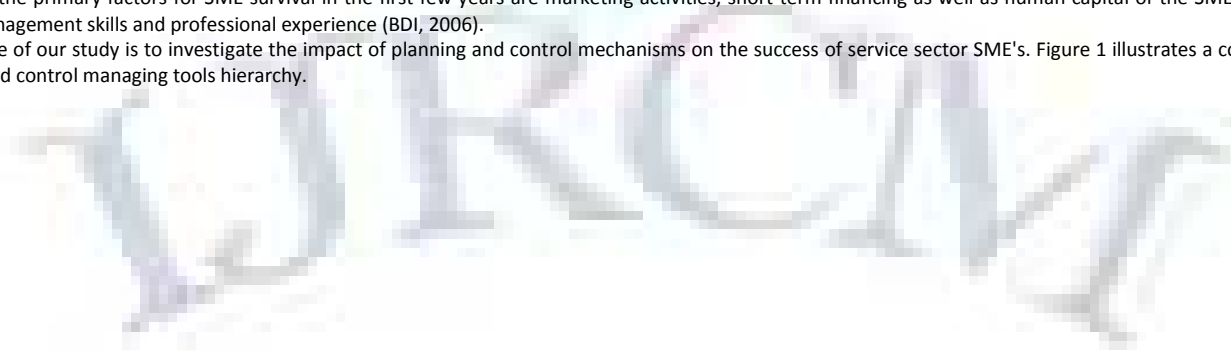 the primary factors for SME survival in the first few years are marketing activities, short term financing as well as human capital of the SME
nagement skills and professional experience (BDI, 2006).
e of our study is to investigate the impact of planning and control mechanisms on the success of service sector SME's. Figure 1 illustrates a co
d control managing tools hierarchy.
IJRCM